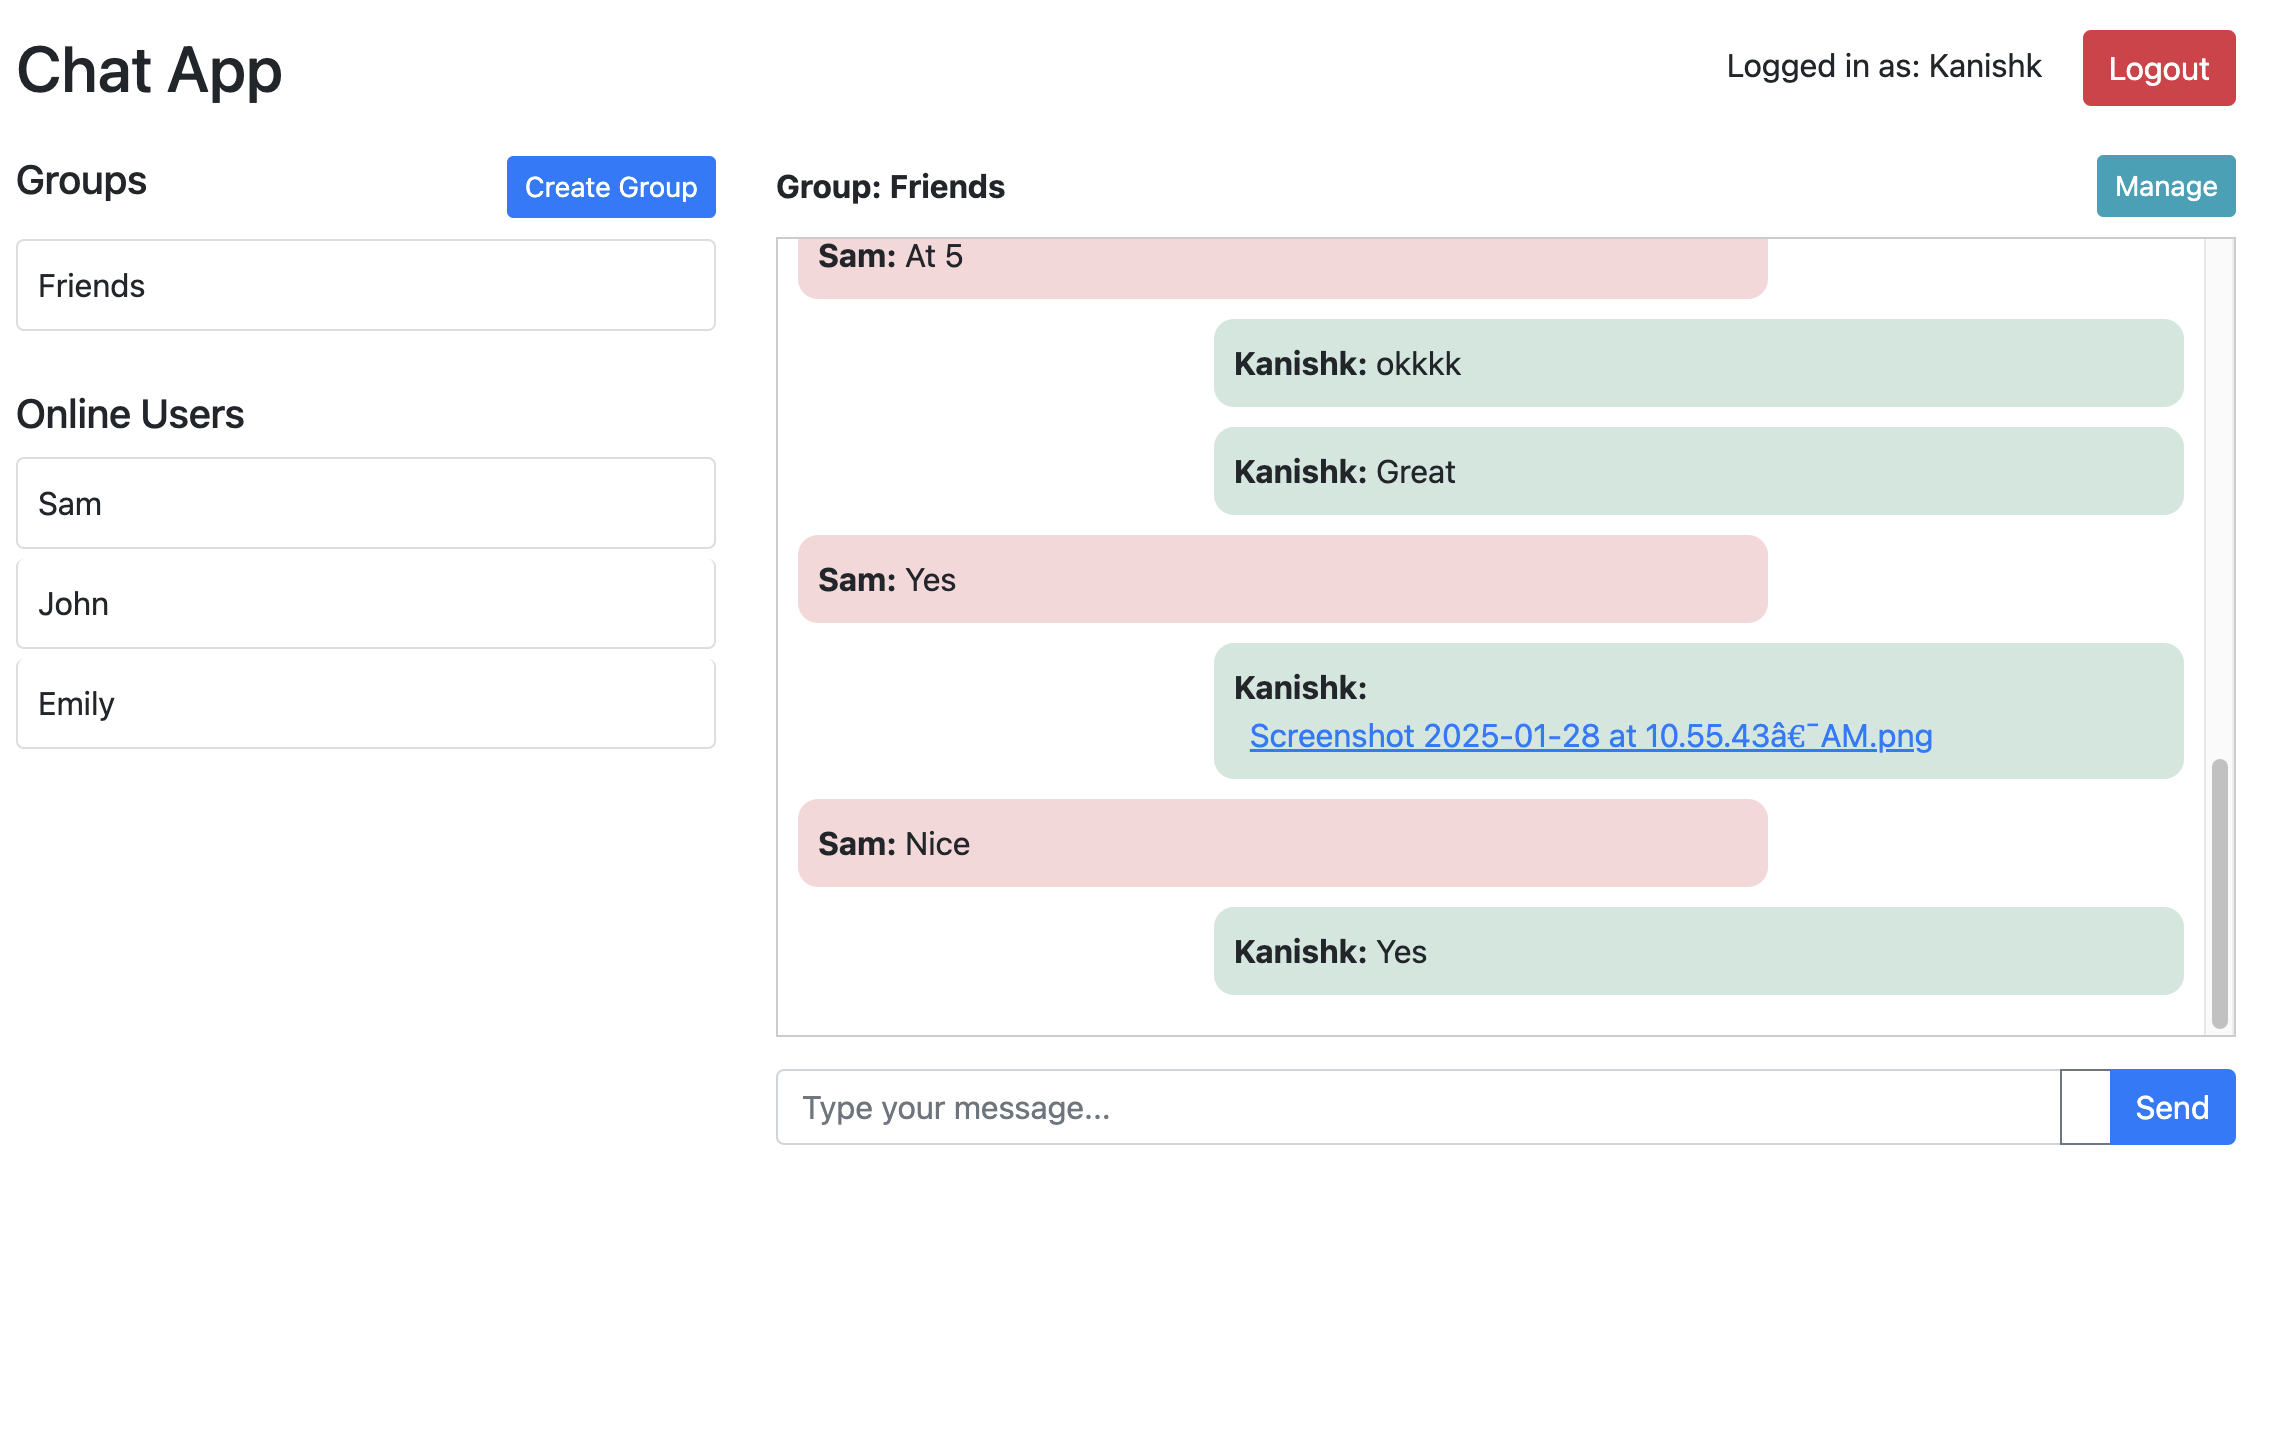 Chat App
Logged in as: Kanishk
Logout
Groups
Create Group
Friends
Online Users
Sam
John
Emily
Group: Friends
Manage
Sam: At 5
Kanishk: okkkk
Kanishk: Great
Sam: Yes
Kanishk:
Screenshot 2025-01-28 at 10.55.43â€¯AM.png
Sam: Nice
Kanishk: Yes
Type your message...
Send